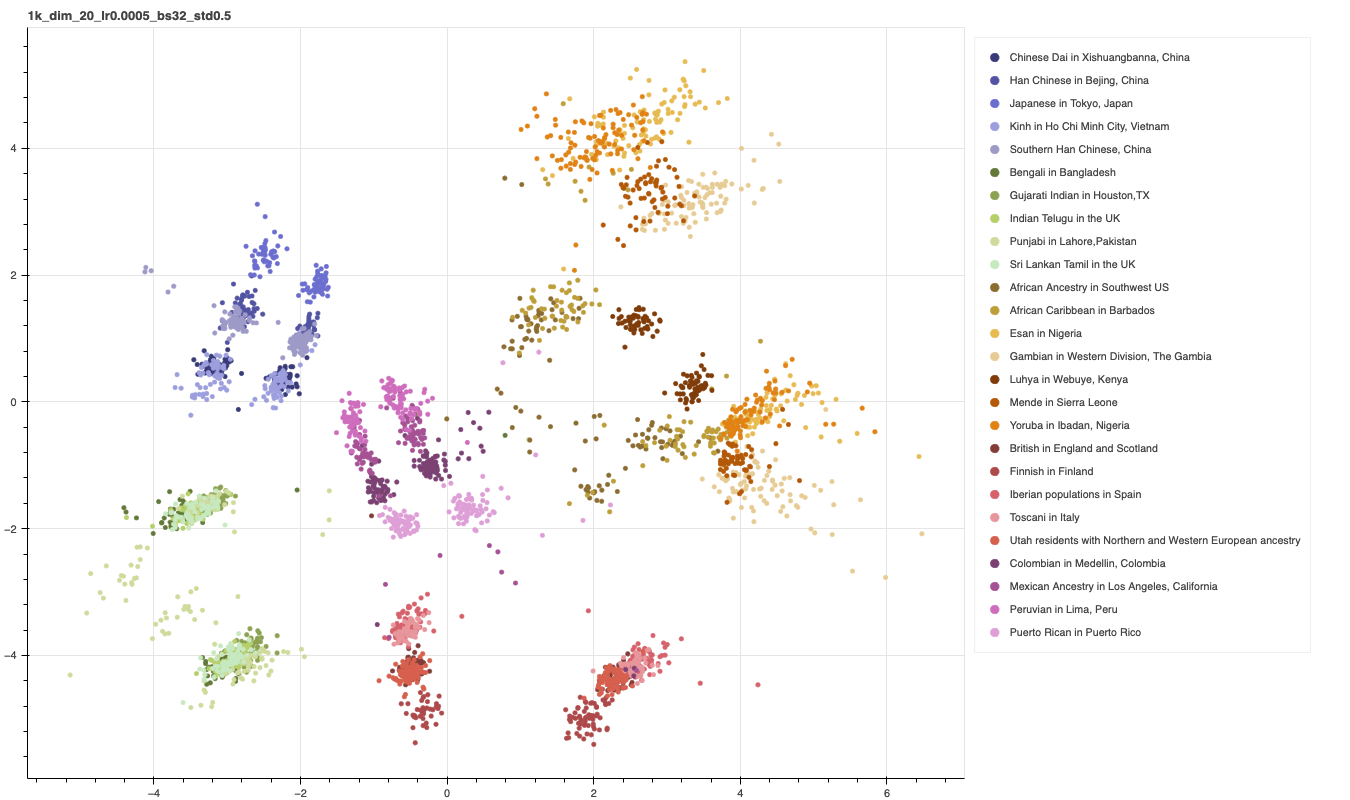 1k_dim_20_lr0.0005_bs32_std0.5
4
2
0
−2
−4
−4
−2
0
2
4
6
Chinese Dai in Xishuangbanna, China
Han Chinese in Bejing, China
Japanese in Tokyo, Japan
Kinh in Ho Chi Minh City, Vietnam
Southern Han Chinese, China
Bengali in Bangladesh
Gujarati Indian in Houston,TX
Indian Telugu in the UK
Punjabi in Lahore,Pakistan
Sri Lankan Tamil in the UK
African Ancestry in Southwest US
African Caribbean in Barbados
Esan in Nigeria
Gambian in Western Division, The Gambia
Luhya in Webuye, Kenya
Mende in Sierra Leone
Yoruba in Ibadan, Nigeria
British in England and Scotland
Finnish in Finland
Iberian populations in Spain
Toscani in Italy
Utah residents with Northern and Western European ancestry
Colombian in Medellin, Colombia
Mexican Ancestry in Los Angeles, California
Peruvian in Lima, Peru
Puerto Rican in Puerto Rico